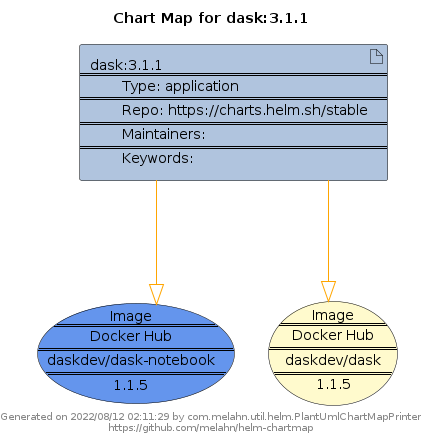 Chart Map for dask:3.1.1
dask:3.1.1
Type: application
Repo: https://charts.helm.sh/stable
Maintainers:
Keywords:
Image
Docker Hub
daskdev/dask-notebook
1.1.5
Image
Docker Hub
daskdev/dask
1.1.5
Generated on 2022/08/12 02:11:29 by com.melahn.util.helm.PlantUmlChartMapPrinter
https://github.com/melahn/helm-chartmap